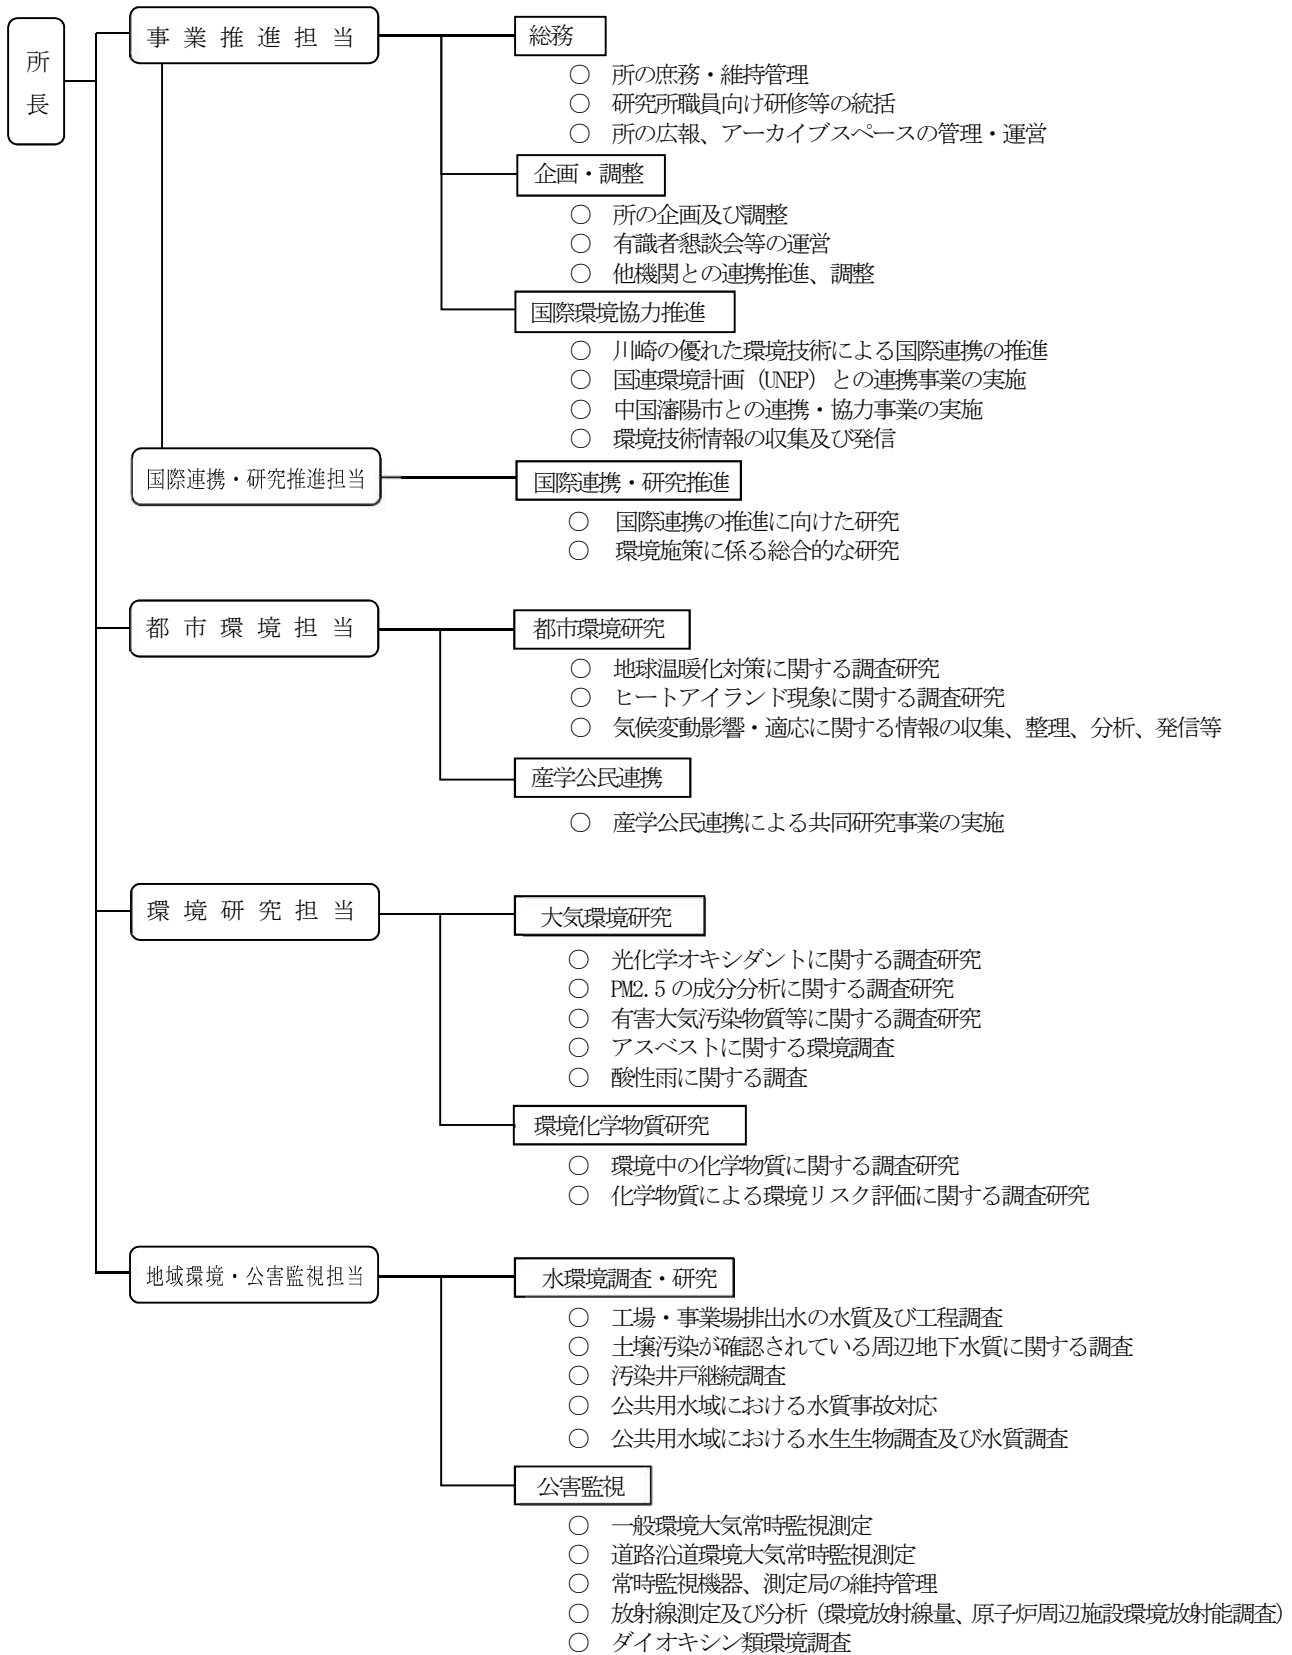 所長
事業推進担当
総務
○ 所の庶務・維持管理
○ 研究所職員向け研修等の統括
○ 所の広報、アーカイブスペースの管理・運営
企画・調整
○ 所の企画及び調整
○ 有識者懇談会等の運営
○ 他機関との連携推進、調整
国際環境協力推進
○ 川崎の優れた環境技術による国際連携の推進
○ 国連環境計画（UNEP）との連携事業の実施
○ 中国瀋陽市との連携・協力事業の実施
○ 環境技術情報の収集及び発信
国際連携・研究推進担当
国際連携・研究推進
○ 国際連携の推進に向けた研究
○ 環境施策に係る総合的な研究
都市環境担当
都市環境研究
○ 地球温暖化対策に関する調査研究
○ ヒートアイランド現象に関する調査研究
○ 気候変動影響・適応に関する情報の収集、整理、分析、発信等
産学公民連携
○ 産学公民連携による共同研究事業の実施
環境研究担当
大気環境研究
○ 光化学オキシダントに関する調査研究
○ PM2.5の成分分析に関する調査研究
○ 有害大気汚染物質等に関する調査研究
○ アスベストに関する環境調査
○ 酸性雨に関する調査
環境化学物質研究
○ 環境中の化学物質に関する調査研究
○ 化学物質による環境リスク評価に関する調査研究
地域環境・公害監視担当
水環境調査・研究
○ 工場・事業場排出水の水質及び工程調査
○ 土壌汚染が確認されている周辺地下水質に関する調査
○ 汚染井戸継続調査
○ 公共用水域における水質事故対応
○ 公共用水域における水生生物調査及び水質調査
公害監視
○ 一般環境大気常時監視測定
○ 道路沿道環境大気常時監視測定
○ 常時監視機器、測定局の維持管理
○ 放射線測定及び分析（環境放射線量、原子炉周辺施設環境放射能調査）
○ ダイオキシン類環境調査